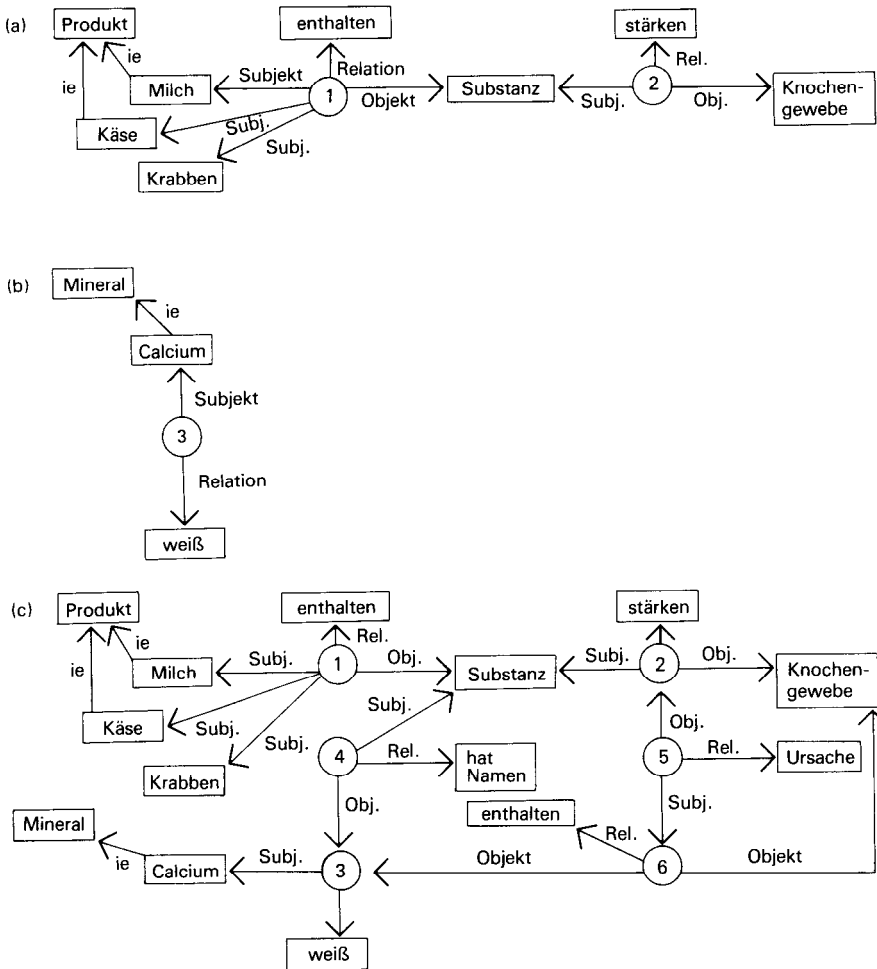 (a)
Produkt
enthalten
stärken
ie
ie
Milch
Subjekt
Relation
1
Objekt
Substanz
Rel.
2
Subj.
Obj.
Knochen-
gewebe
Käse
Subj.
Subj.
Krabben
(b)
Mineral
ie
Calcium
Subjekt
3
Relation
weiß
(c)
Produkt
enthalten
stärken
ie
ie
Milch
Subj.
Rel.
1
Obj.
Substanz
Subj.
2
Obj.
Knochen-
gewebe
Käse
Subj.
Subj.
Krabben
Subj.
4
Rel.
hat
Namen
Obj.
Obj.
5
Rel.
Ursache
Subj.
enthalten
Rel.
Mineral
ie
Calcium
Subj.
3
Objekt
6
Objekt
weiß